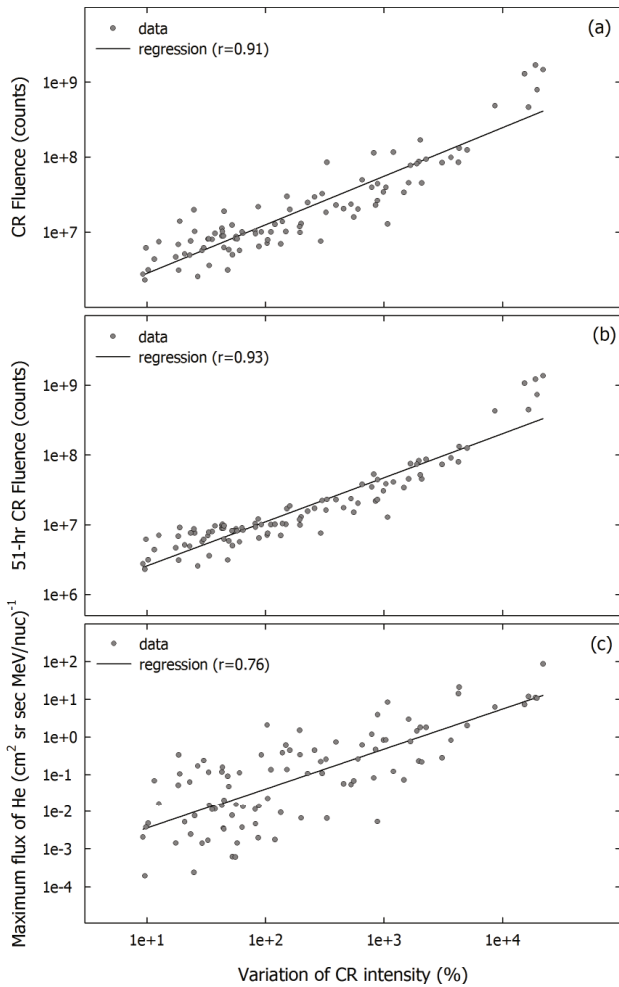 (a)
data
regression (r=0.91)
1e+9
1e+8
1e+7
CR Fluence (counts)
(b)
data
regression (r=0.93)
1e+9
1e+8
1e+7
1e+6
51-hr CR Fluence (counts)
(c)
data
regression (r=0.76)
1e+2
1e+1
1e+0
1e-1
1e-2
1e-3
1e-4
Maximum flux of He (cm² sr sec MeV/nuc)⁻¹
1e+1 1e+2 1e+3 1e+4
Variation of CR intensity (%)